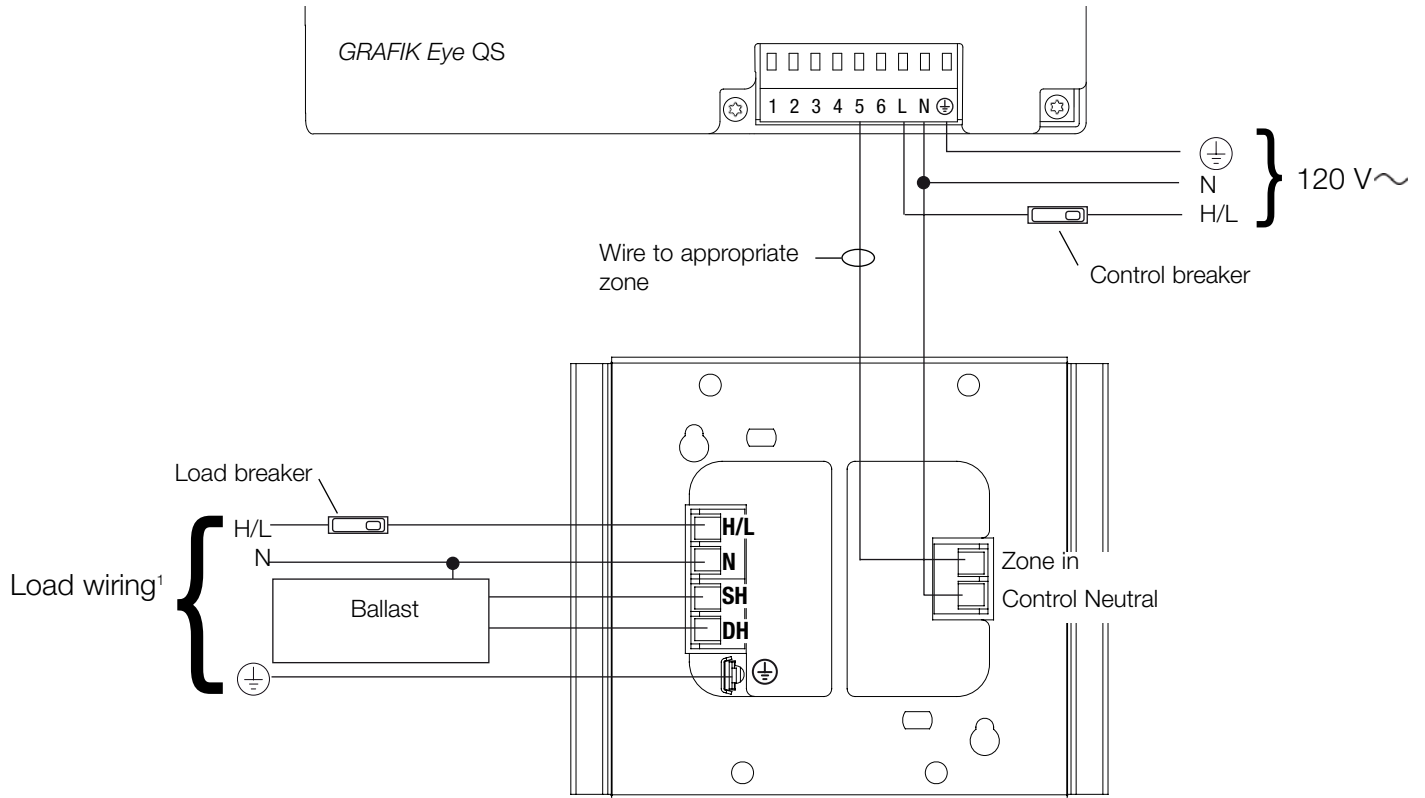 GRAFIK Eye QS
1 2 3 4 5 6 L N
N
H/L
120 V~
Control breaker
Wire to appropriate
zone
Load breaker
H/L
N
Load wiring¹
Ballast
H/L
N
SH
DH
Zone in
Control Neutral